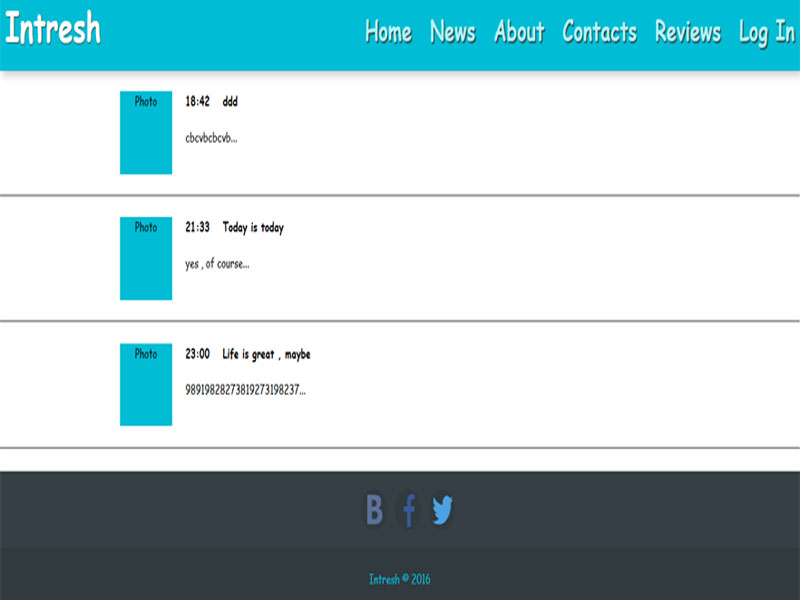 Intresh
Home News About Contacts Reviews Log In
Photo 18:42 ddd
cbcvbcbcvb...
Photo 21:33 Today is today
yes , of course...
Photo 23:00 Life is great , maybe
98919828273819273198237...
B f
Intresh © 2016